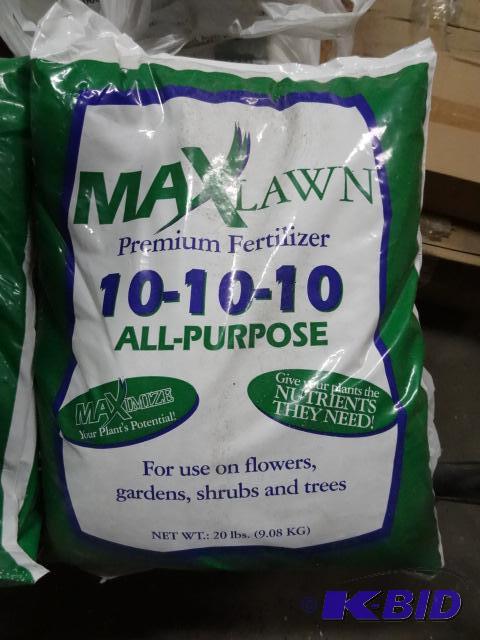 MAXLAWN
Premium Fertilizer
10-10-10
ALL-PURPOSE
MAXIMIZE
Your Plant's Potential!
Give your plants the
NUTRIENTS
THEY NEED!
For use on flowers,
gardens, shrubs and trees
NET WT.: 20 lbs. (9.08 KG)
© K-BID